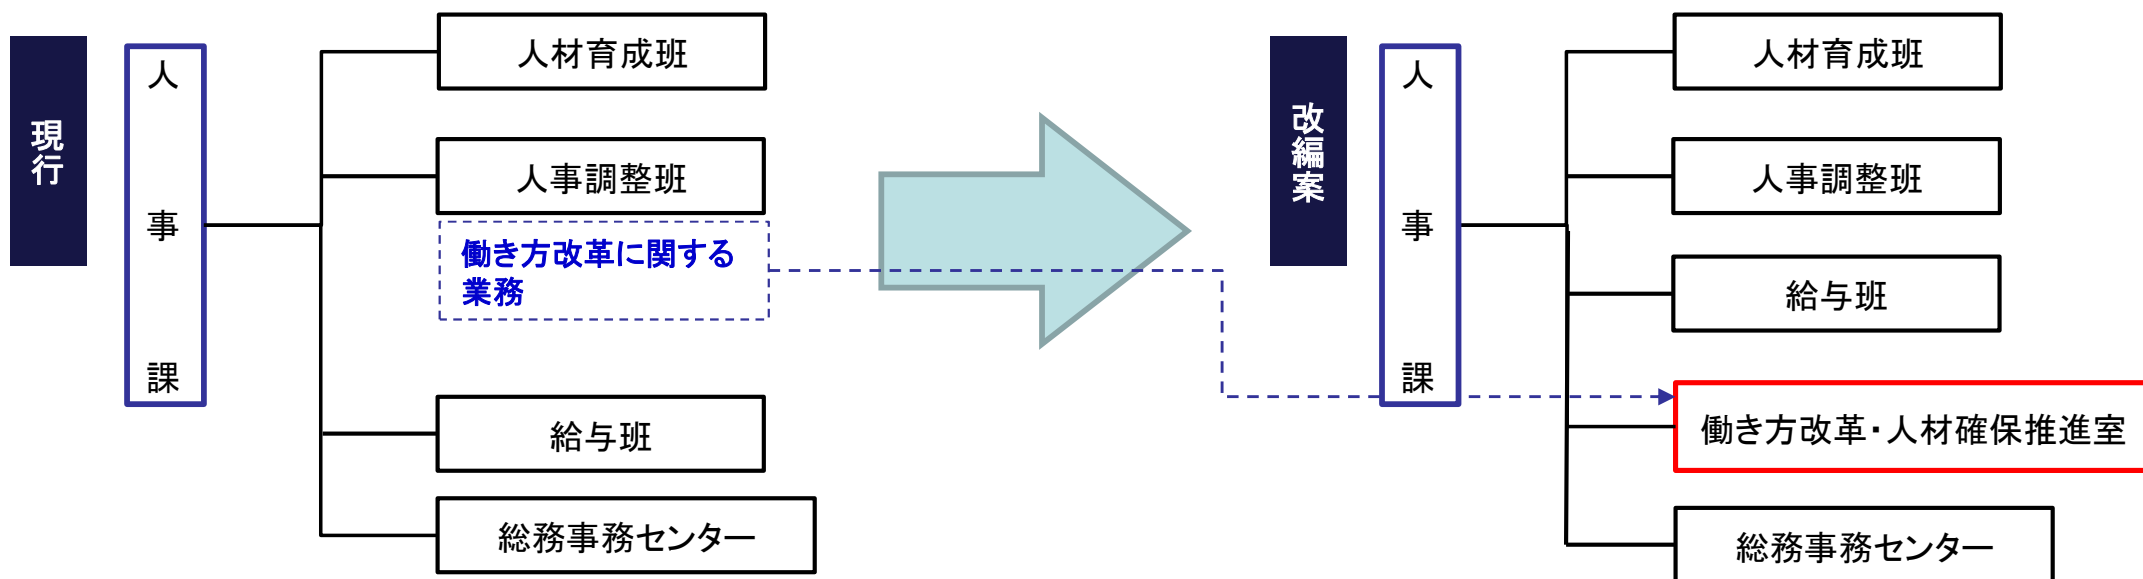 現行
人事課
人材育成班
人事調整班
働き方改革に関する
業務
給与班
総務事務センター
改編案
人事課
人材育成班
人事調整班
給与班
働き方改革・人材確保推進室
総務事務センター